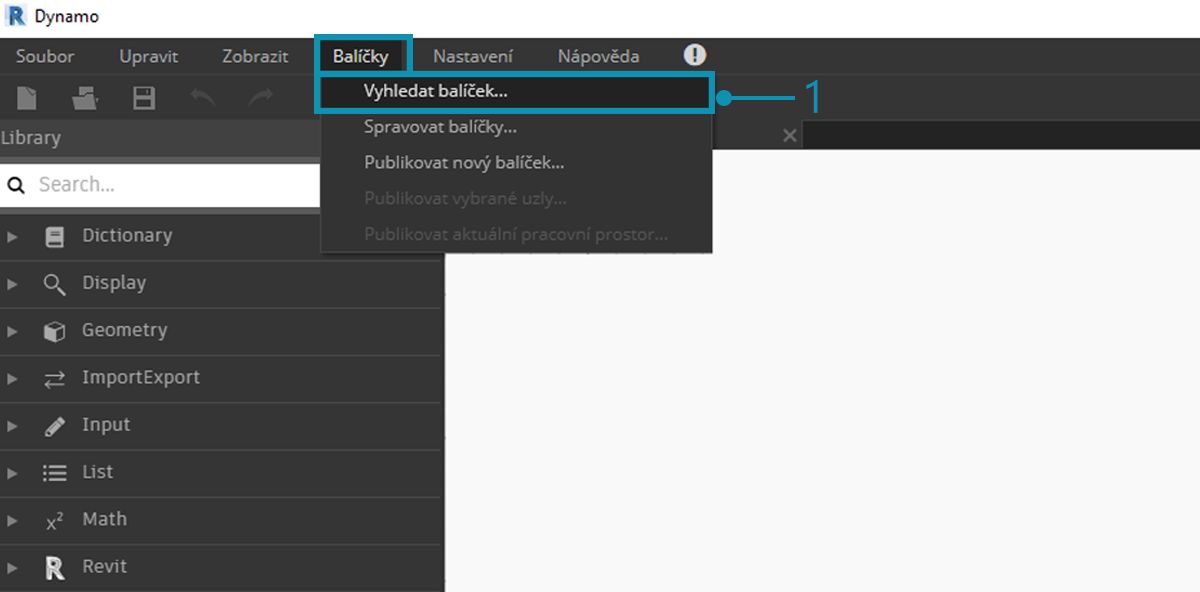 Dynamo
Soubor Upravit Zobrazit Balíčky Nastavení Nápověda
Vyhledat balíček... 1
Spravovat balíčky...
Publikovat nový balíček...
Publikovat vybrané uzly...
Publikovat aktuální pracovní prostor...
Library
Search...
Dictionary
Display
Geometry
ImportExport
Input
List
x² Math
R Revit